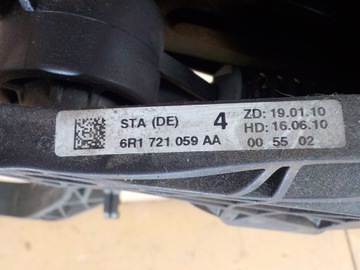 STA (DE) 4 ZD: 19.01.10
HD: 16.06.10
6R1 721 059 AA 00 55 02